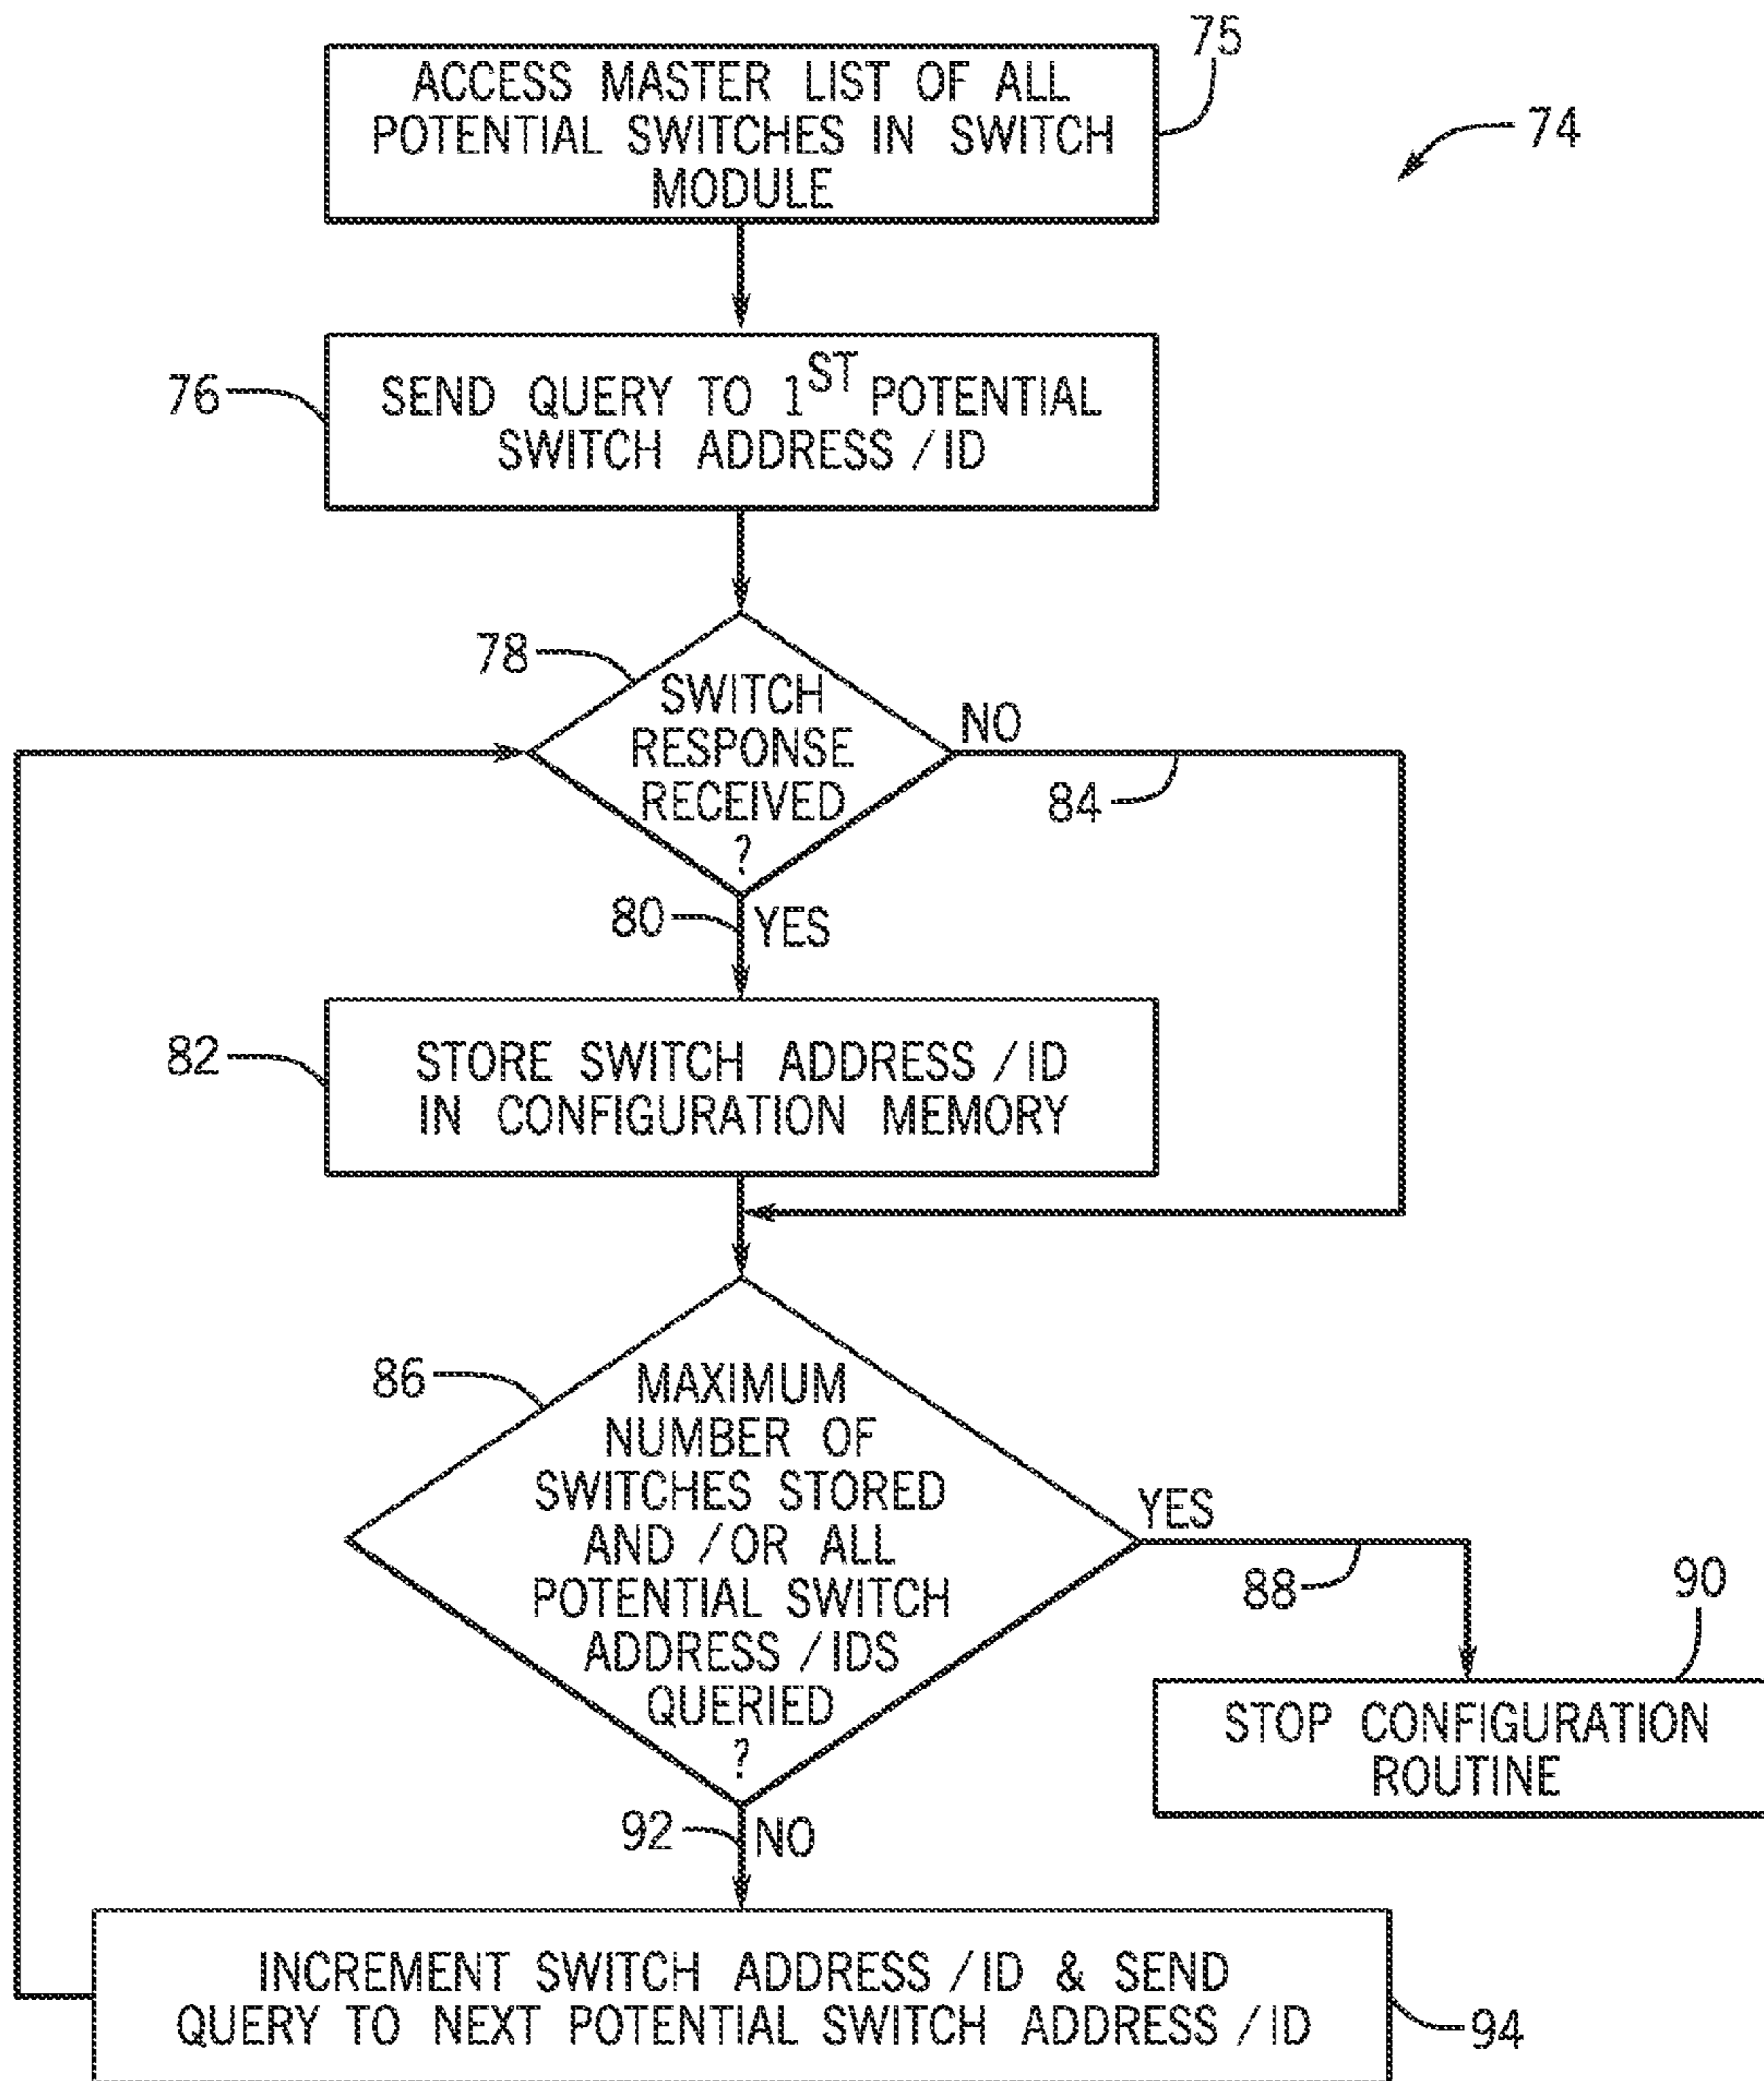 75
ACCESS MASTER LIST OF ALL
POTENTIAL SWITCHES IN SWITCH
MODULE
74
76
SEND QUERY TO 1ST POTENTIAL
SWITCH ADDRESS /ID
78
SWITCH
RESPONSE
RECEIVED
?
NO
84
80
YES
82
STORE SWITCH ADDRESS /ID
IN CONFIGURATION MEMORY
86
MAXIMUM
NUMBER OF
SWITCHES STORED
AND /OR ALL
POTENTIAL SWITCH
ADDRESS /IDS
QUERIED
?
YES
88
90
STOP CONFIGURATION
ROUTINE
92
NO
INCREMENT SWITCH ADDRESS /ID & SEND
QUERY TO NEXT POTENTIAL SWITCH ADDRESS /ID
94